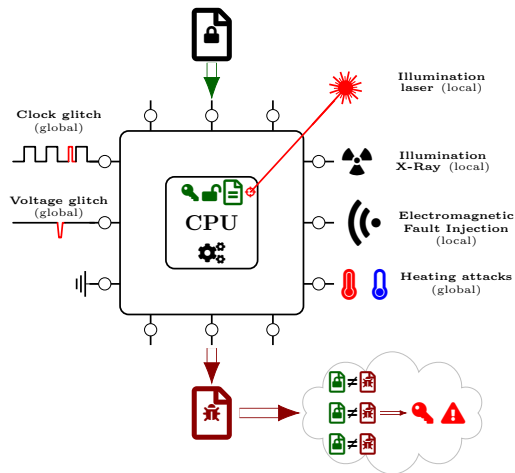 Illumination
laser (local)
Clock glitch
(global)
Illumination
X-Ray (local)
Voltage glitch
(global)
CPU
Electromagnetic
Fault Injection
(local)
Heating attacks
(global)
≠
≠
≠